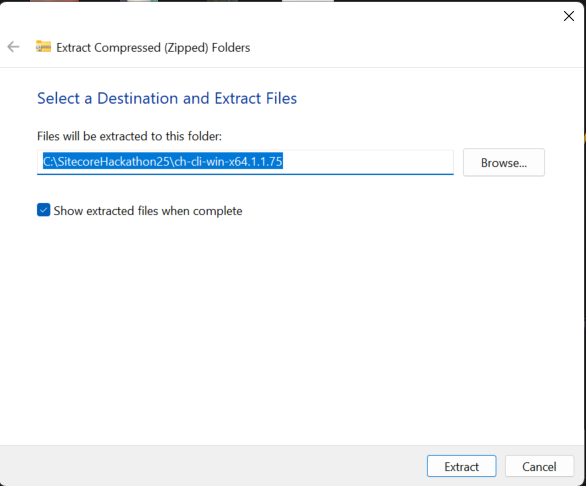 Extract Compressed (Zipped) Folders
Select a Destination and Extract Files
Files will be extracted to this folder:
C:\SitecoreHackathon25\ch-cli-win-x64.1.1.75
Browse...
Show extracted files when complete
Extract
Cancel